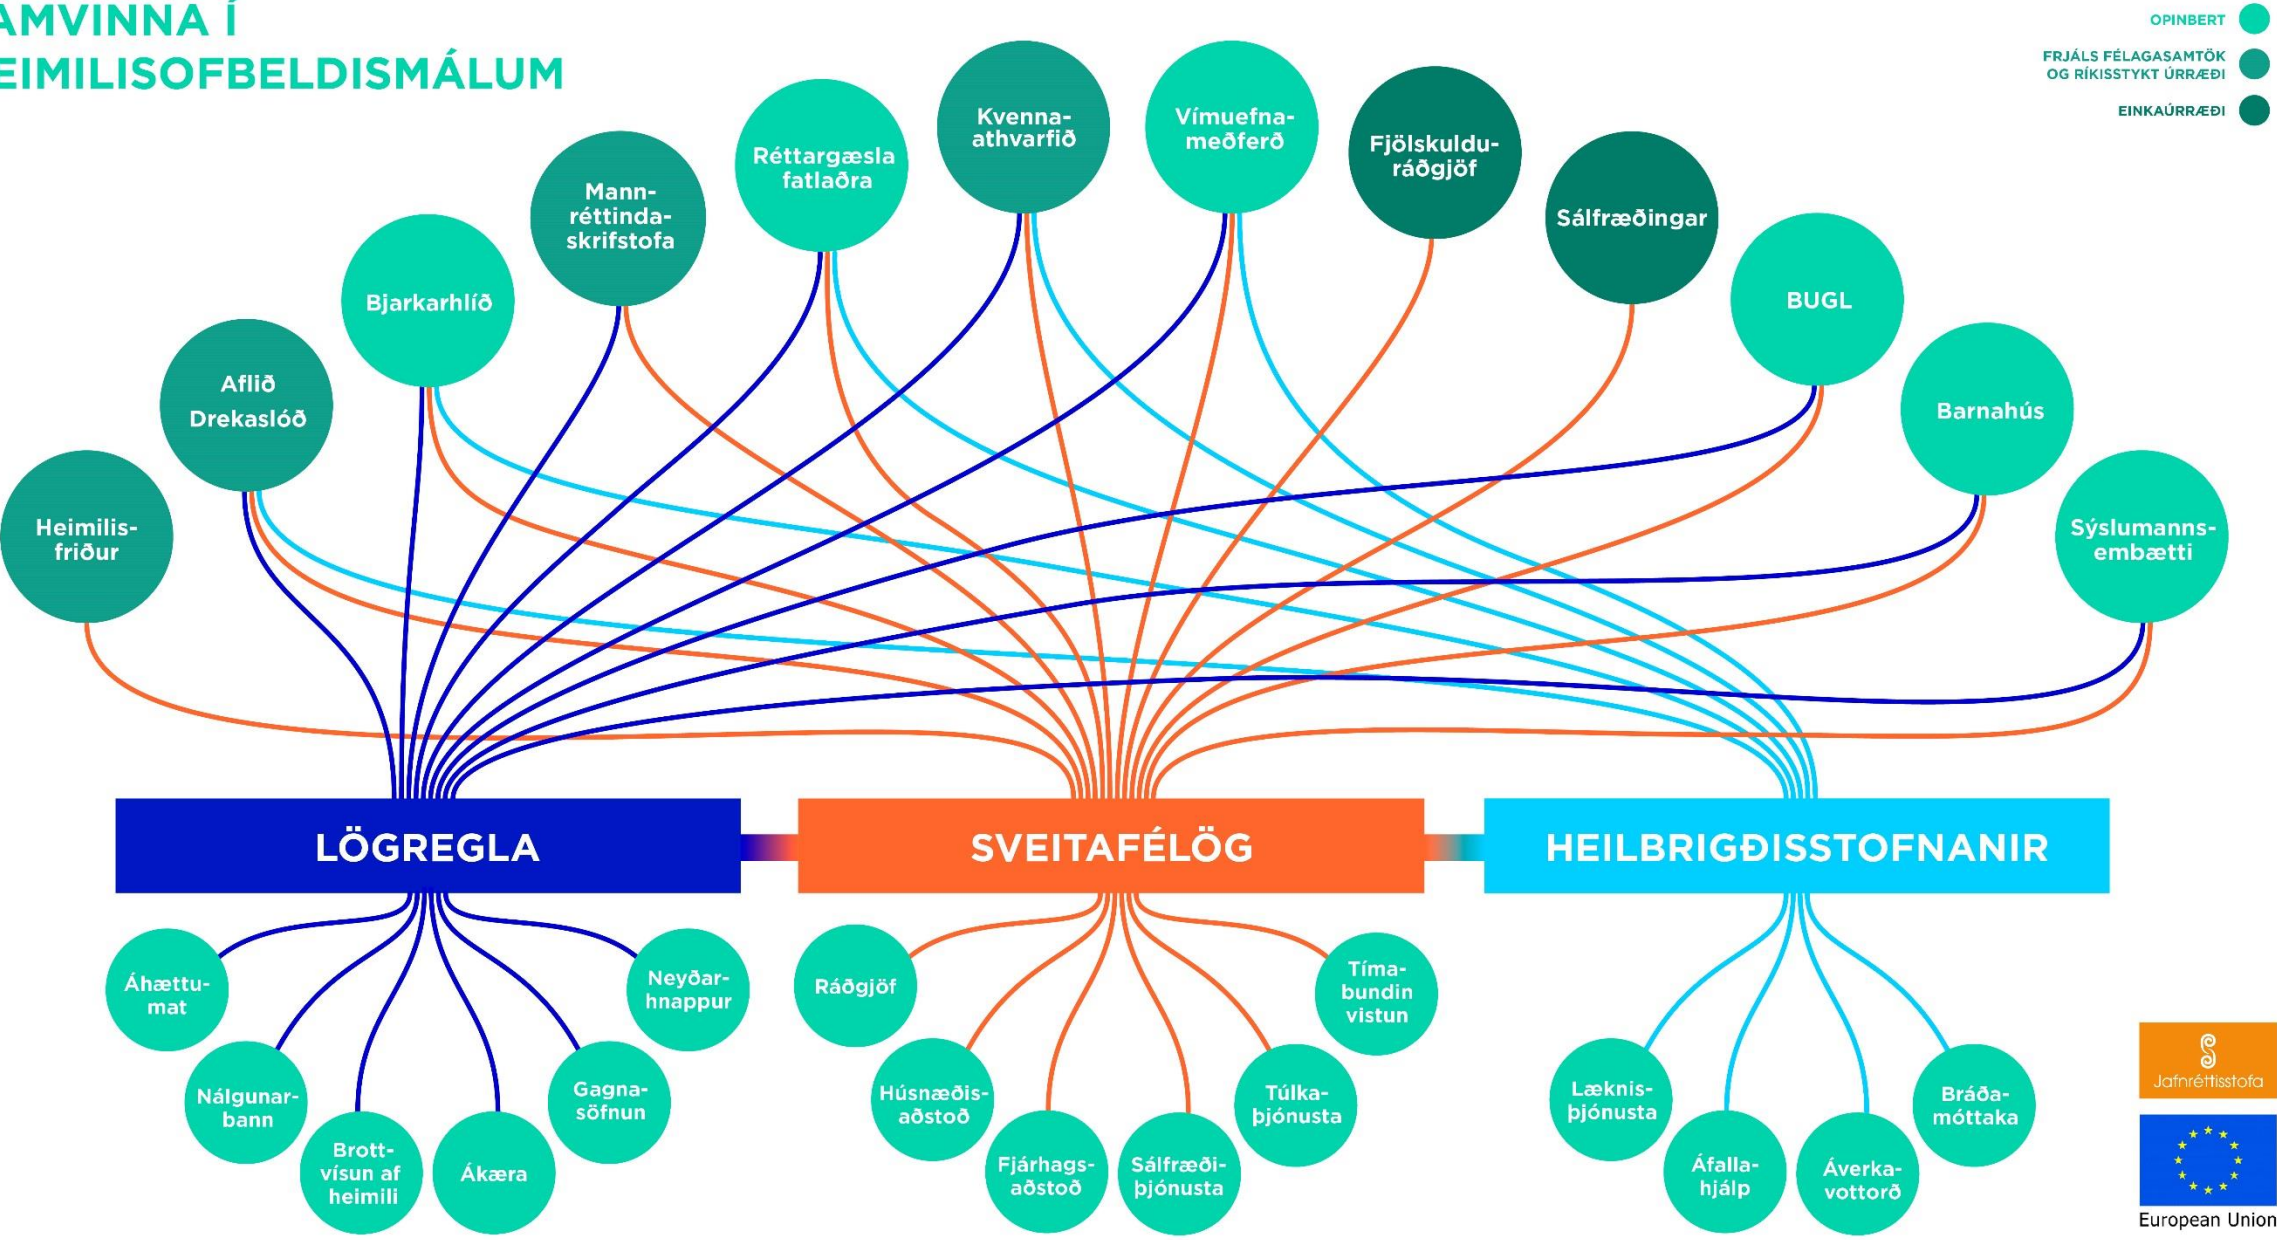 AMVINNA Í
EIMILISOFBELDISMÁLUM
OPINBERT
FRJÁLS FÉLAGASAMTÖK
OG RÍKISSTYKT ÚRRÆÐI
EINKAÚRRÆÐI
Heimilis-
friður
Aflið
Drekaslóð
Bjarkarhlíð
Mann-
réttinda-
skrifstofa
Réttargæsla
fatlaðra
Kvenna-
athvarfið
Vímuefna-
meðferð
Fjölskuldu-
ráðgjöf
Sálfræðingar
BUGL
Barnahús
Sýslumanns-
embætti
LÖGREGLA
SVEITAFÉLÖG
HEILBRIGÐISSTOFNANIR
Áhættu-
mat
Nálgunar-
bann
Brott-
vísun af
heimili
Ákæra
Gagna-
söfnun
Neyðar-
hnappur
Ráðgjöf
Húsnæðis-
aðstoð
Fjárhags-
aðstoð
Sálfræði-
þjónusta
Túlka-
þjónusta
Tíma-
bundin
vistun
Læknis-
þjónusta
Áfalla-
hjálp
Áverka-
vottorð
Bráða-
móttaka
Jafnréttisstofa
European Union